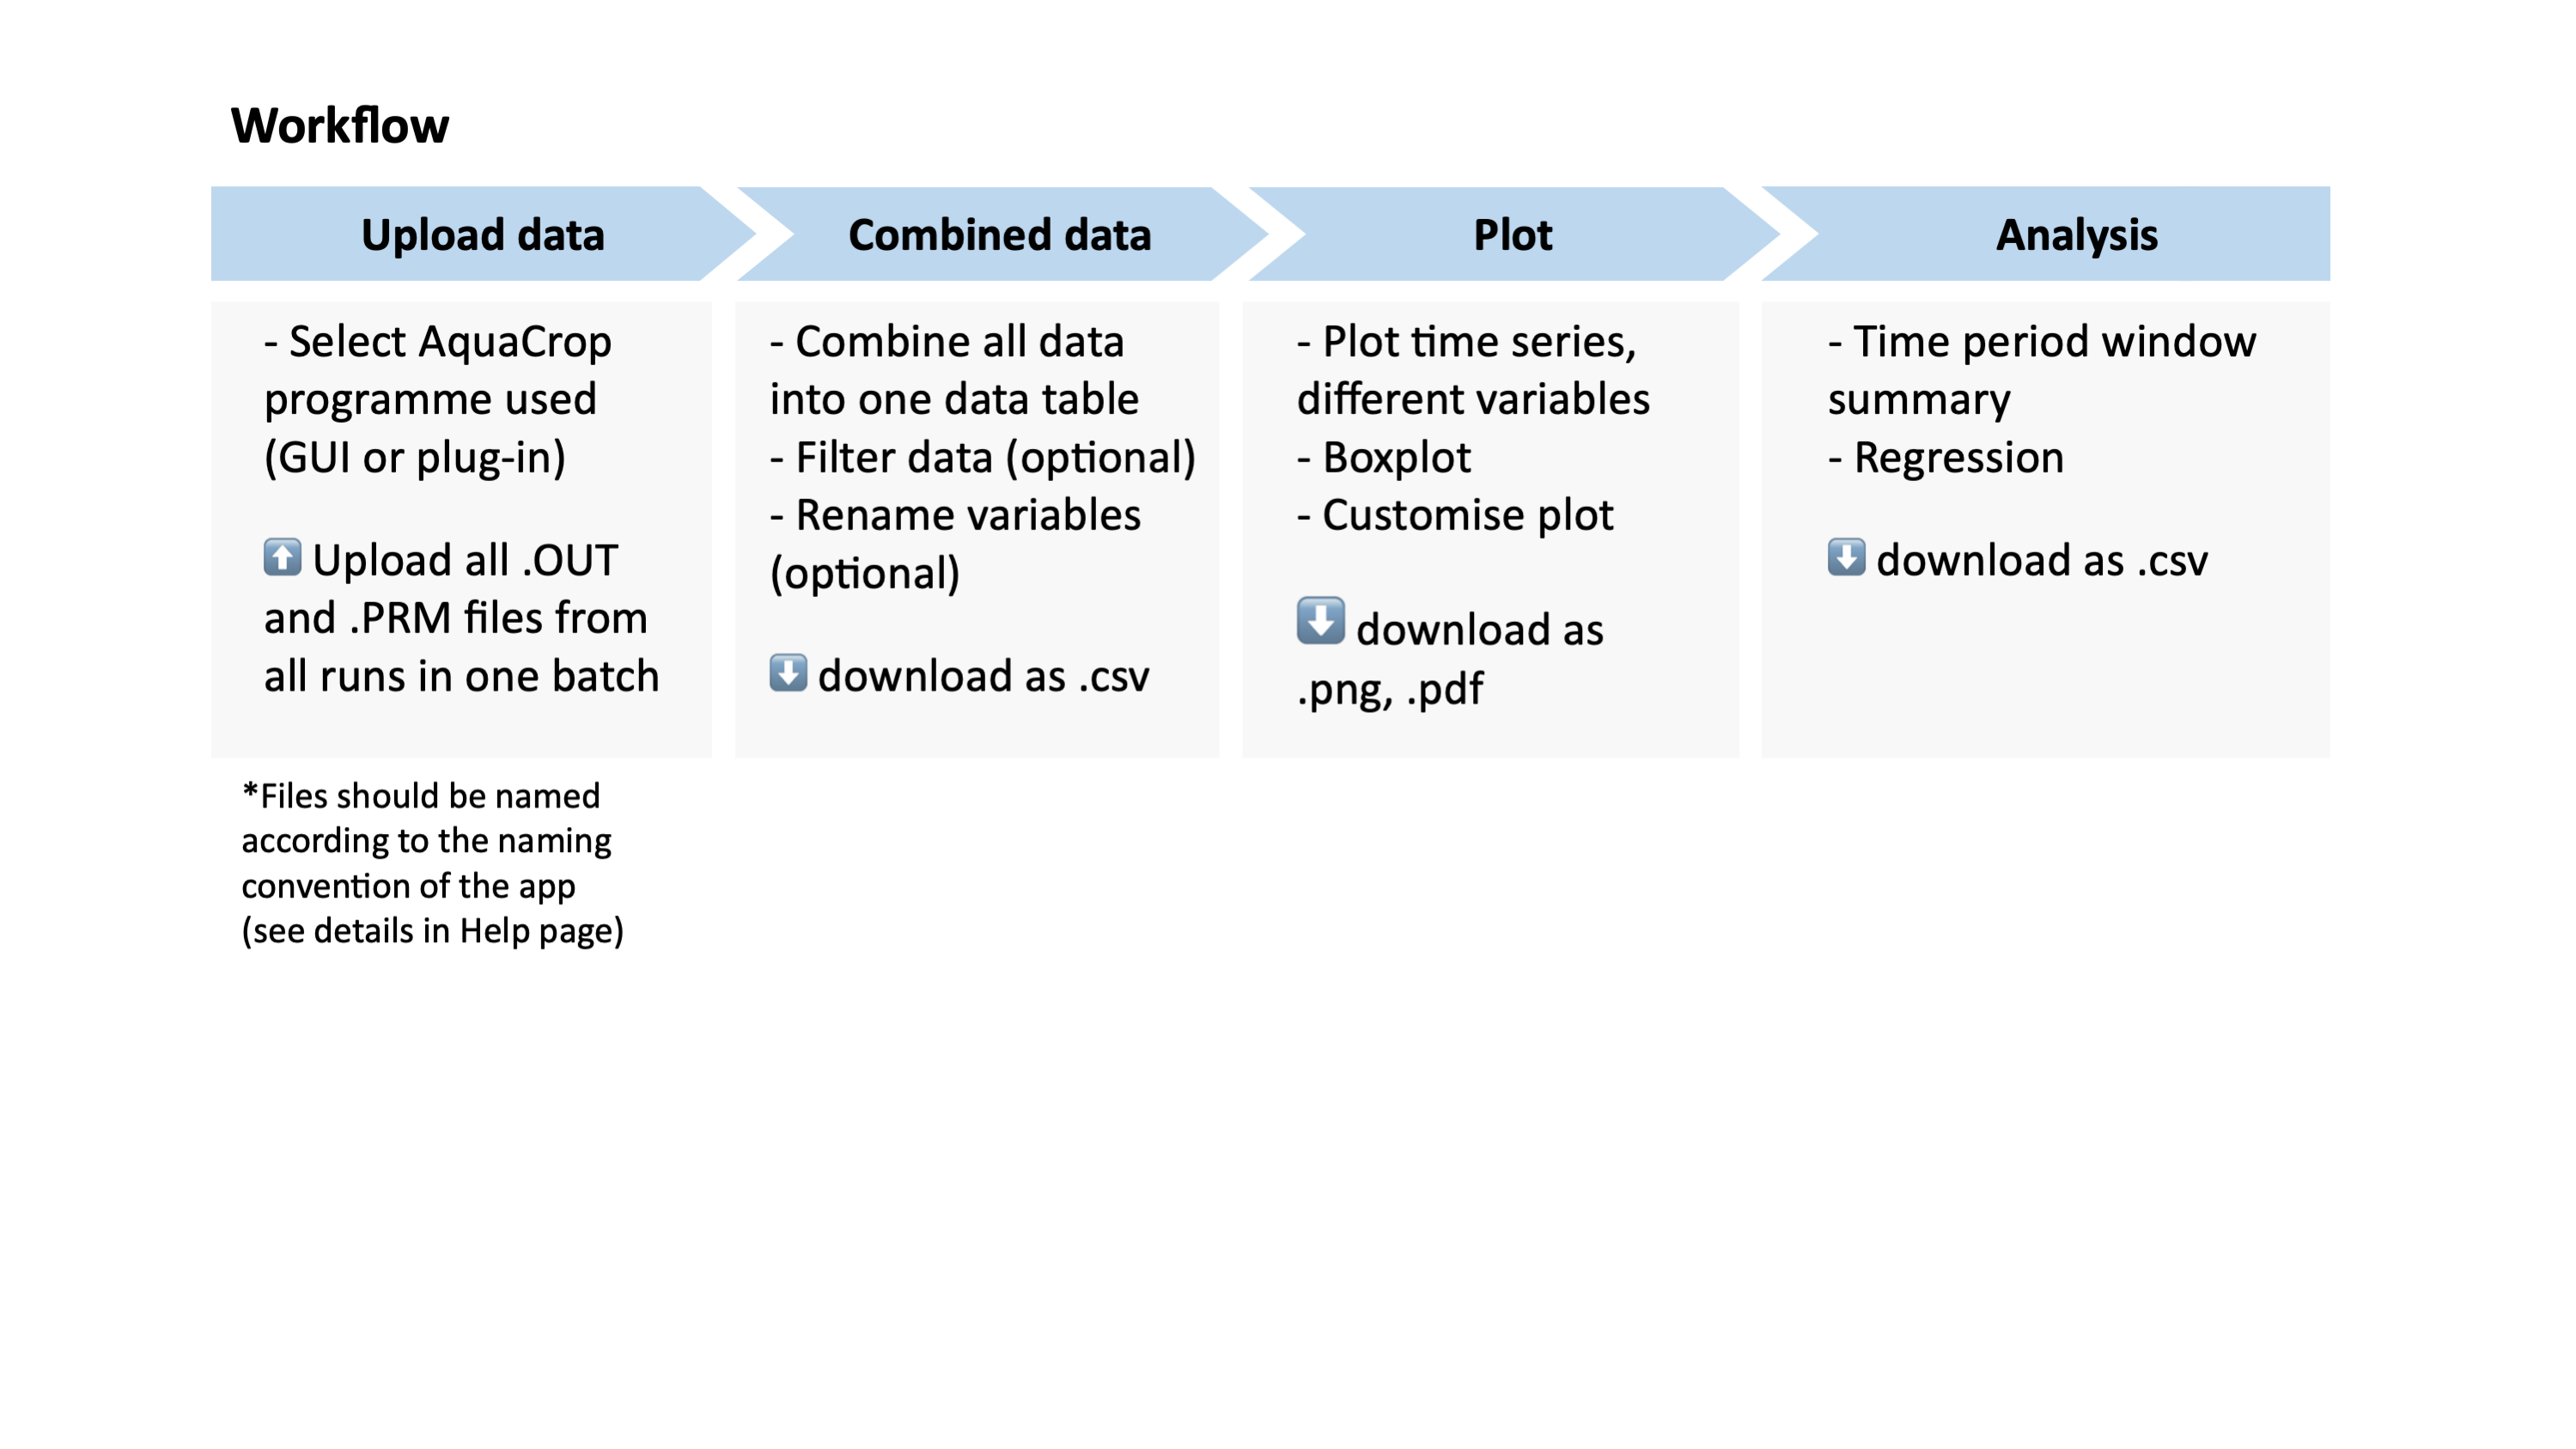 Workflow
Upload data
Combined data
Plot
Analysis
- Select AquaCrop
programme used
(GUI or plug-in)
⬆️ Upload all .OUT
and .PRM files from
all runs in one batch
*Files should be named
according to the naming
convention of the app
(see details in Help page)
- Combine all data
into one data table
- Filter data (optional)
- Rename variables
(optional)
⬇️ download as .csv
- Plot time series,
different variables
- Boxplot
- Customise plot
⬇️ download as
.png, .pdf
- Time period window
summary
- Regression
⬇️ download as .csv